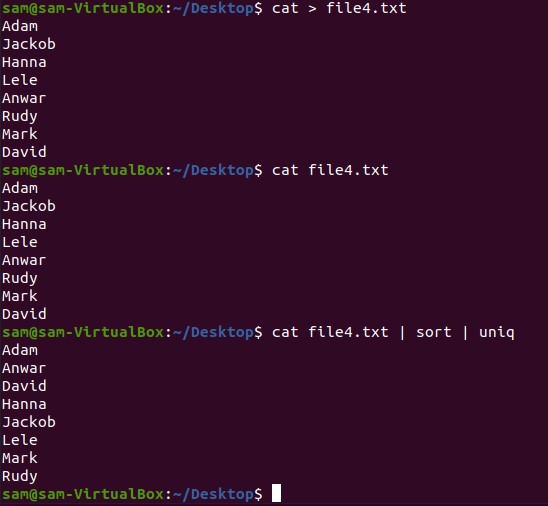 sam@sam-VirtualBox:~/Desktop$ cat > file4.txt
Adam
Jackob
Hanna
Lele
Anwar
Rudy
Mark
David
sam@sam-VirtualBox:~/Desktop$ cat file4.txt
Adam
Jackob
Hanna
Lele
Anwar
Rudy
Mark
David
sam@sam-VirtualBox:~/Desktop$ cat file4.txt | sort | uniq
Adam
Anwar
David
Hanna
Jackob
Lele
Mark
Rudy
sam@sam-VirtualBox:~/Desktop$